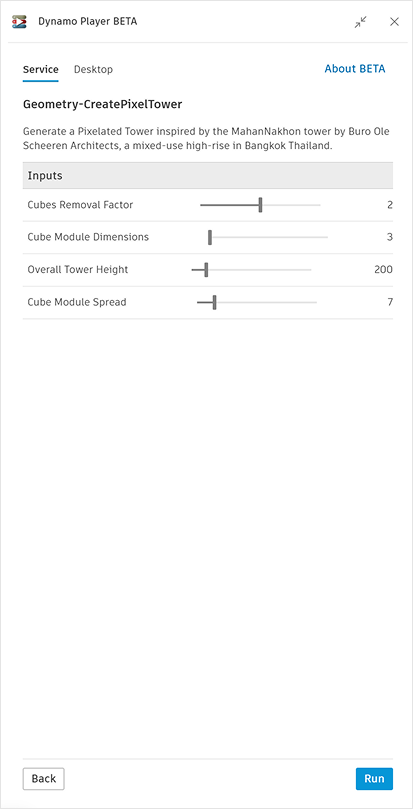 Dynamo Player BETA
Service
Desktop
About BETA
Geometry-CreatePixelTower
Generate a Pixelated Tower inspired by the MahanNakhon tower by Buro Ole
Scheeren Architects, a mixed-use high-rise in Bangkok Thailand.
Inputs
Cubes Removal Factor 2
Cube Module Dimensions 3
Overall Tower Height 200
Cube Module Spread 7
Back
Run